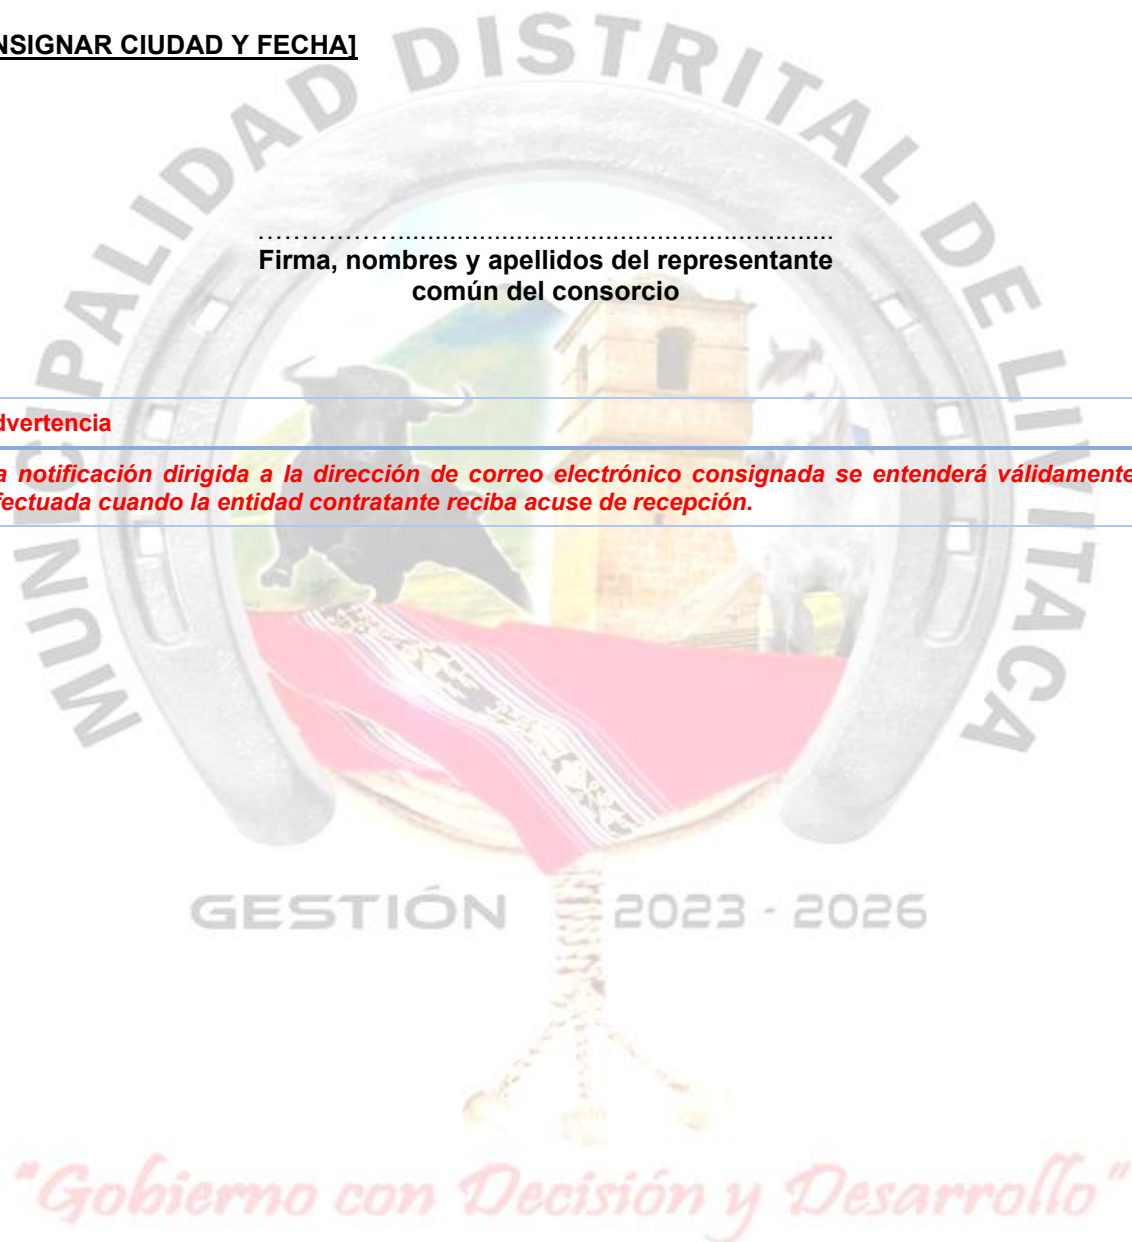 NSIGNAR CIUDAD Y FECHA]
MUNICIPALIDAD DISTRITAL DE LIVITACA
..........................................................................
Firma, nombres y apellidos del representante
común del consorcio
dvertencia
a notificación dirigida a la dirección de correo electrónico consignada se entenderá válidamente
fectuada cuando la entidad contratante reciba acuse de recepción.
GESTIÓN 2023 - 2026
"Gobierno con Decisión y Desarrollo"